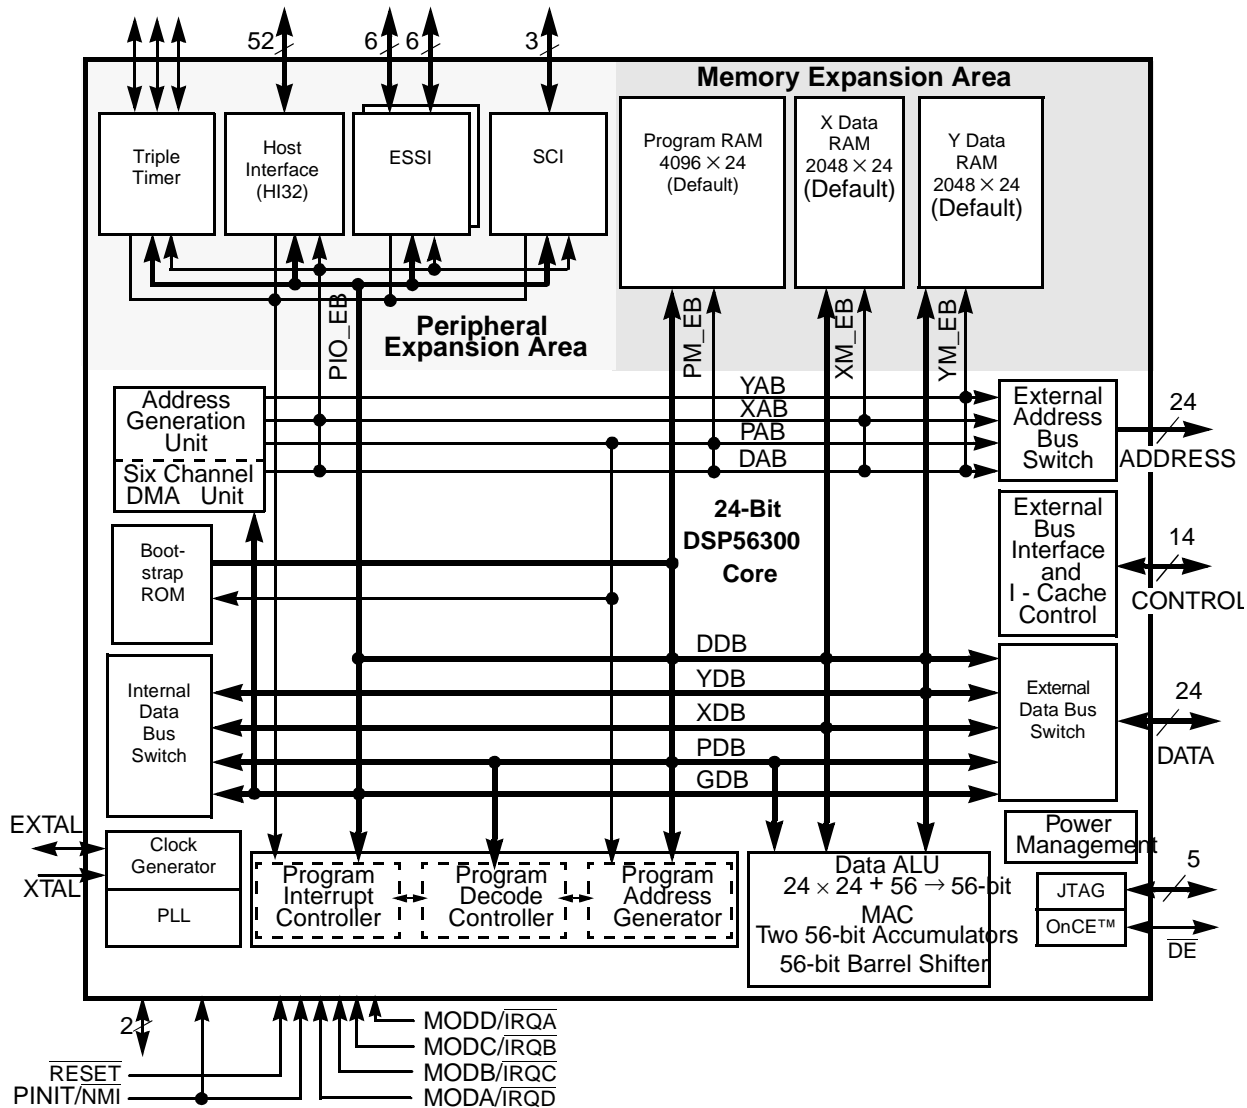 52
6
6
3
Memory Expansion Area
Triple
Timer
Host
Interface
(HI32)
ESSI
SCI
Program RAM
4096 × 24
(Default)
X Data
RAM
2048 × 24
(Default)
Y Data
RAM
2048 × 24
(Default)
Peripheral
Expansion Area
PIO_EB
PM_EB
XM_EB
YM_EB
Address
Generation
Unit
Six Channel
DMA Unit
YAB
XAB
PAB
DAB
External
Address
Bus
Switch
24
ADDRESS
24-Bit
DSP56300
Core
Boot-
strap
ROM
External
Bus
Interface
and
I - Cache
Control
14
CONTROL
Internal
Data
Bus
Switch
DDB
YDB
XDB
PDB
GDB
External
Data Bus
Switch
24
DATA
EXTAL
XTAL
Clock
Generator
PLL
Program
Interrupt
Controller
Program
Decode
Controller
Program
Address
Generator
Data ALU
24 × 24 + 56 → 56-bit
MAC
Two 56-bit Accumulators
56-bit Barrel Shifter
Power
Management
JTAG
OnCE™
5
DE
2
RESET
PINIT/NMI
MODD/IRQA
MODC/IRQB
MODB/IRQC
MODA/IRQD